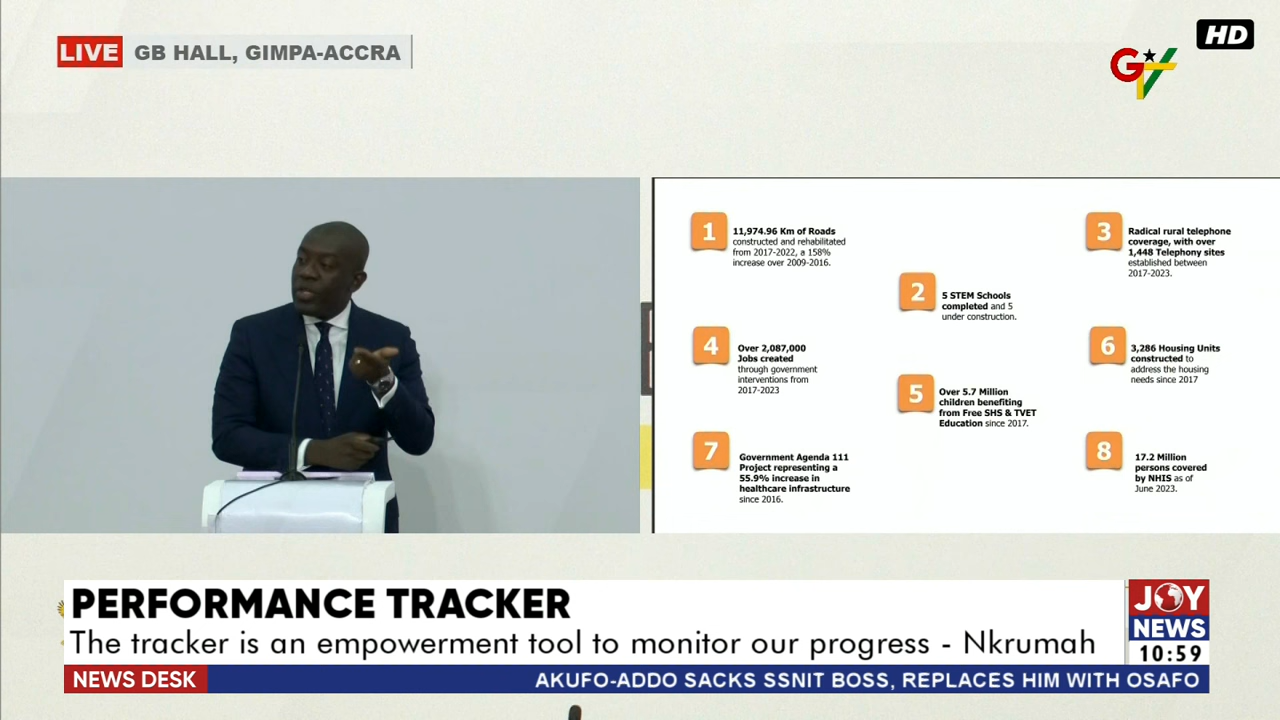 LIVE GB HALL, GIMPA-ACCRA
HD
GTV
1
11,974.96 Km of Roads
constructed and rehabilitated
from 2017-2022, a 158%
increase over 2009-2016.
2
5 STEM Schools
completed and 5
under construction.
3
Radical rural telephone
coverage, with over
1,448 Telephony sites
established between
2017-2023.
4
Over 2,087,000
Jobs created
through government
interventions from
2017-2023
5
Over 5.7 Million
children benefiting
from Free SHS & TVET
Education since 2017.
6
3,286 Housing Units
constructed to
address the housing
needs since 2017
7
Government Agenda 111
Project representing a
55.9% increase in
healthcare infrastructure
since 2016.
8
17.2 Million
persons covered
by NHIS as of
June 2023.
PERFORMANCE TRACKER
The tracker is an empowerment tool to monitor our progress - Nkrumah
JOY
NEWS
10:59
NEWS DESK
AKUFO-ADDO SACKS SSNIT BOSS, REPLACES HIM WITH OSAFO